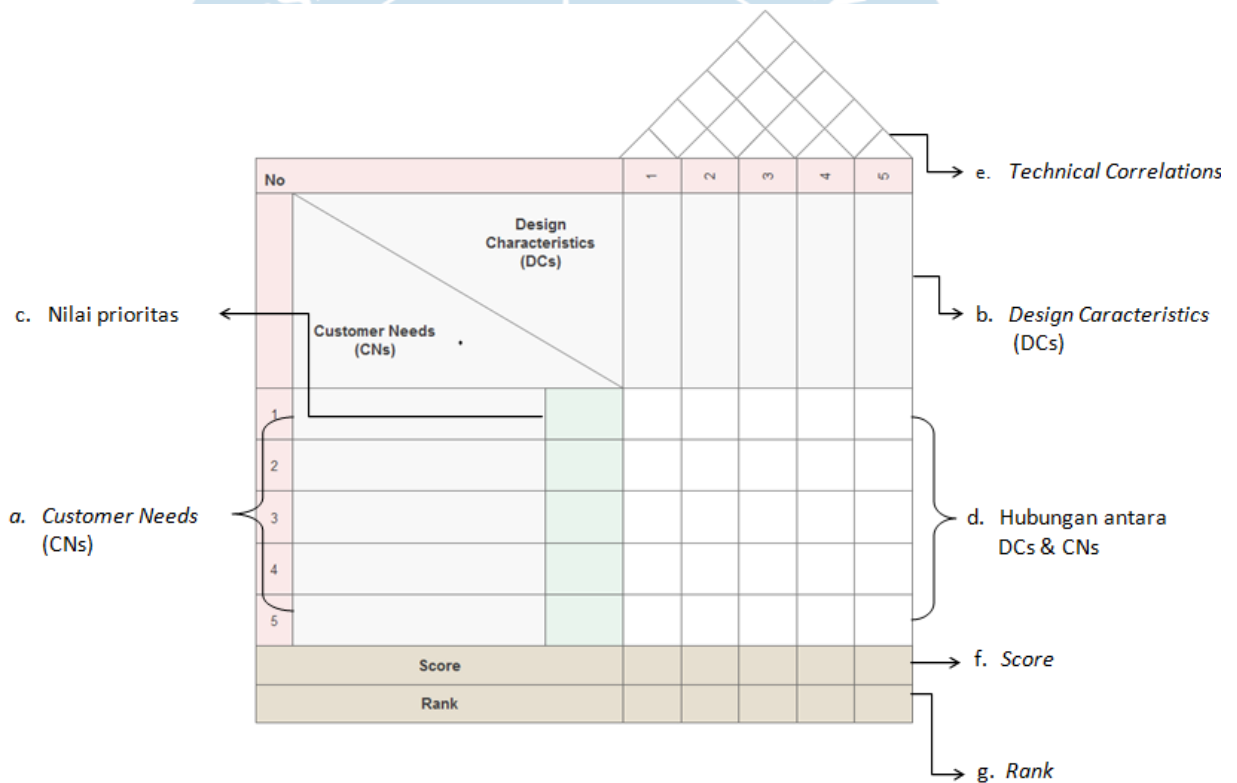 No
1
2
3
4
5
e. Technical Correlations
Design
Characteristics
(DCs)
Customer Needs
(CNs)
c. Nilai prioritas
b. Design Caracteristics
(DCs)
1
2
3
4
5
a. Customer Needs
(CNs)
d. Hubungan antara
DCs & CNs
Score
f. Score
Rank
g. Rank